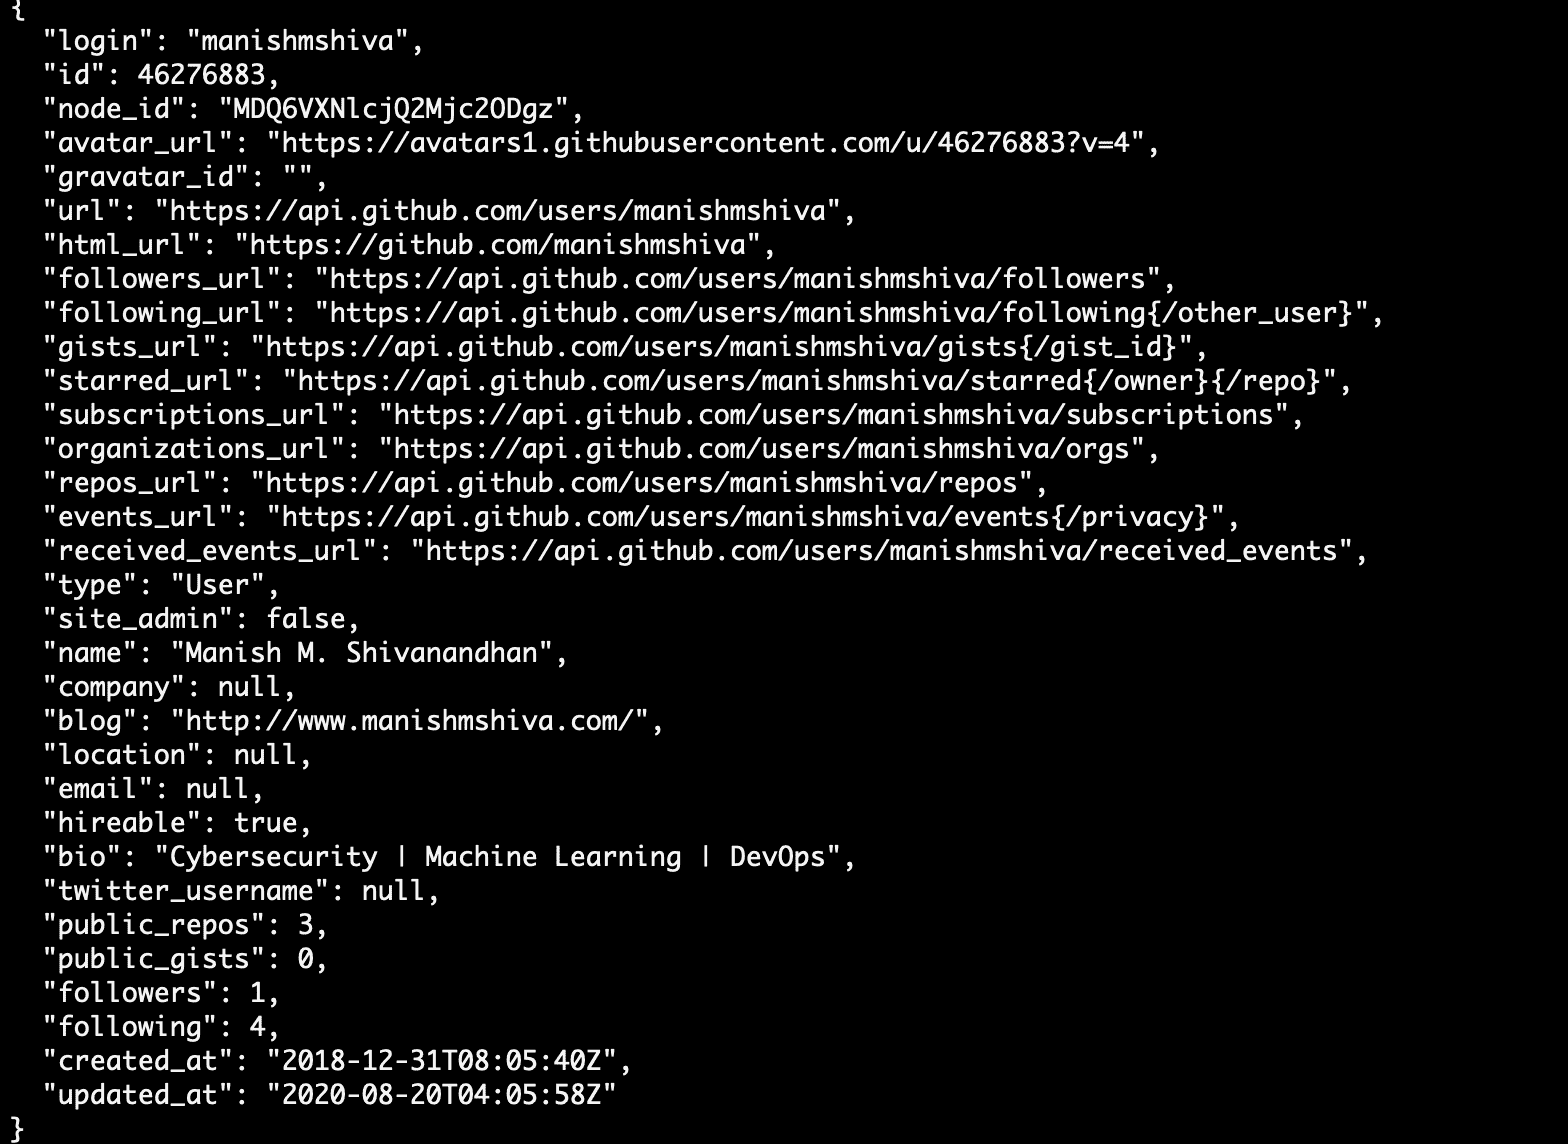 {
  "login": "manishmshiva",
  "id": 46276883,
  "node_id": "MDQ6VXNlcjQ2Mjc2ODgz",
  "avatar_url": "https://avatars1.githubusercontent.com/u/46276883?v=4",
  "gravatar_id": "",
  "url": "https://api.github.com/users/manishmshiva",
  "html_url": "https://github.com/manishmshiva",
  "followers_url": "https://api.github.com/users/manishmshiva/followers",
  "following_url": "https://api.github.com/users/manishmshiva/following{/other_user}",
  "gists_url": "https://api.github.com/users/manishmshiva/gists{/gist_id}",
  "starred_url": "https://api.github.com/users/manishmshiva/starred{/owner}{/repo}",
  "subscriptions_url": "https://api.github.com/users/manishmshiva/subscriptions",
  "organizations_url": "https://api.github.com/users/manishmshiva/orgs",
  "repos_url": "https://api.github.com/users/manishmshiva/repos",
  "events_url": "https://api.github.com/users/manishmshiva/events{/privacy}",
  "received_events_url": "https://api.github.com/users/manishmshiva/received_events",
  "type": "User",
  "site_admin": false,
  "name": "Manish M. Shivanandhan",
  "company": null,
  "blog": "http://www.manishmshiva.com/",
  "location": null,
  "email": null,
  "hireable": true,
  "bio": "Cybersecurity | Machine Learning | DevOps",
  "twitter_username": null,
  "public_repos": 3,
  "public_gists": 0,
  "followers": 1,
  "following": 4,
  "created_at": "2018-12-31T08:05:40Z",
  "updated_at": "2020-08-20T04:05:58Z"
}